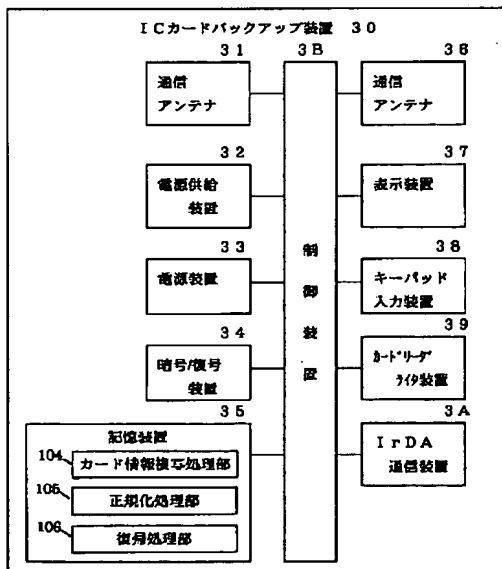 ICカードバックアップ装置 30
31
通信
アンテナ
32
電源供給
装置
33
電源装置
34
暗号/復号
装置
35
記憶装置
104
カード情報複写処理部
105
正規化処理部
106
復帰処理部
3B
制御装置
36
通信
アンテナ
37
表示装置
38
キーパッド
入力装置
39
カードリーダ
ライタ装置
3A
IrDA
通信装置